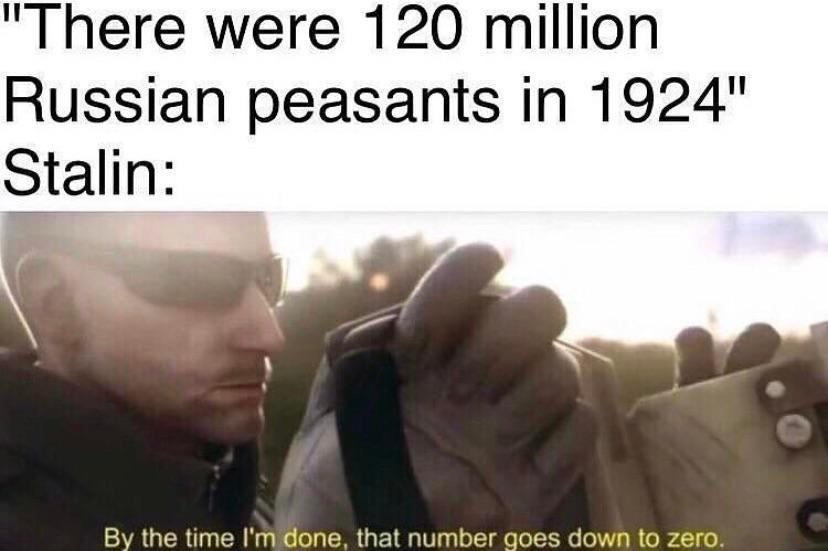 "There were 120 million
Russian peasants in 1924"
Stalin:
By the time I'm done, that number goes down to zero.